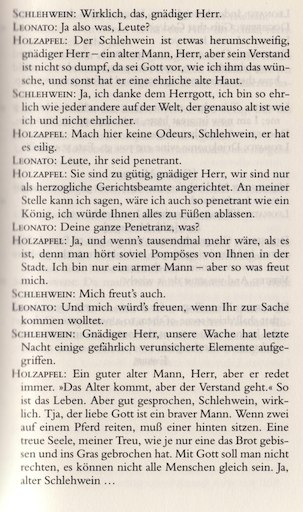 SCHLEHWEIN: Wirklich, das, gnädiger Herr.
LEONATO: Ja also was, Leute?
HOLZAPFEL: Der Schlehwein ist etwas herumschweifig,
gnädiger Herr – ein alter Mann, Herr, aber sein Verstand
ist nicht so dumpf, da sei Gott vor, wie ich ihm das wün-
sche, und sonst hat er eine ehrliche alte Haut.
SCHLEHWEIN: Ja, ich danke dem Herrgott, ich bin so ehr-
lich wie jeder andere auf der Welt, der genauso alt ist wie
ich und nicht ehrlicher.
HOLZAPFEL: Mach hier keine Odeurs, Schlehwein, er hat
es eilig.
LEONATO: Leute, ihr seid penetrant.
HOLZAPFEL: Sie sind zu gütig, gnädiger Herr, wir sind nur
als herzogliche Gerichtsbeamte angerichtet. An meiner
Stelle kann ich sagen, wäre ich auch so penetrant wie ein
König, ich würde Ihnen alles zu Füßen ablassen.
LEONATO: Deine ganze Penetranz, was?
HOLZAPFEL: Ja, und wenn's tausendmal mehr wäre, als es
ist, denn man hört soviel Pompöses von Ihnen in der
Stadt. Ich bin nur ein armer Mann – aber so was freut
mich.
SCHLEHWEIN: Mich freut's auch.
LEONATO: Und mich würd's freuen, wenn Ihr zur Sache
kommen wolltet.
SCHLEHWEIN: Gnädiger Herr, unsere Wache hat letzte
Nacht einige gefährlich verunsicherte Elemente aufge-
griffen.
HOLZAPFEL: Ein guter alter Mann, Herr, aber er redet
immer. »Das Alter kommt, aber der Verstand geht.« So
ist das Leben. Aber gut gesprochen, Schlehwein, wirk-
lich. Tja, der liebe Gott ist ein braver Mann. Wenn zwei
auf einem Pferd reiten, muß einer hinten sitzen. Eine
treue Seele, meiner Treu, wie je nur eine das Brot gebis-
sen und ins Gras gebrochen hat. Mit Gott soll man nicht
rechten, es können nicht alle Menschen gleich sein. Ja,
alter Schlehwein ...